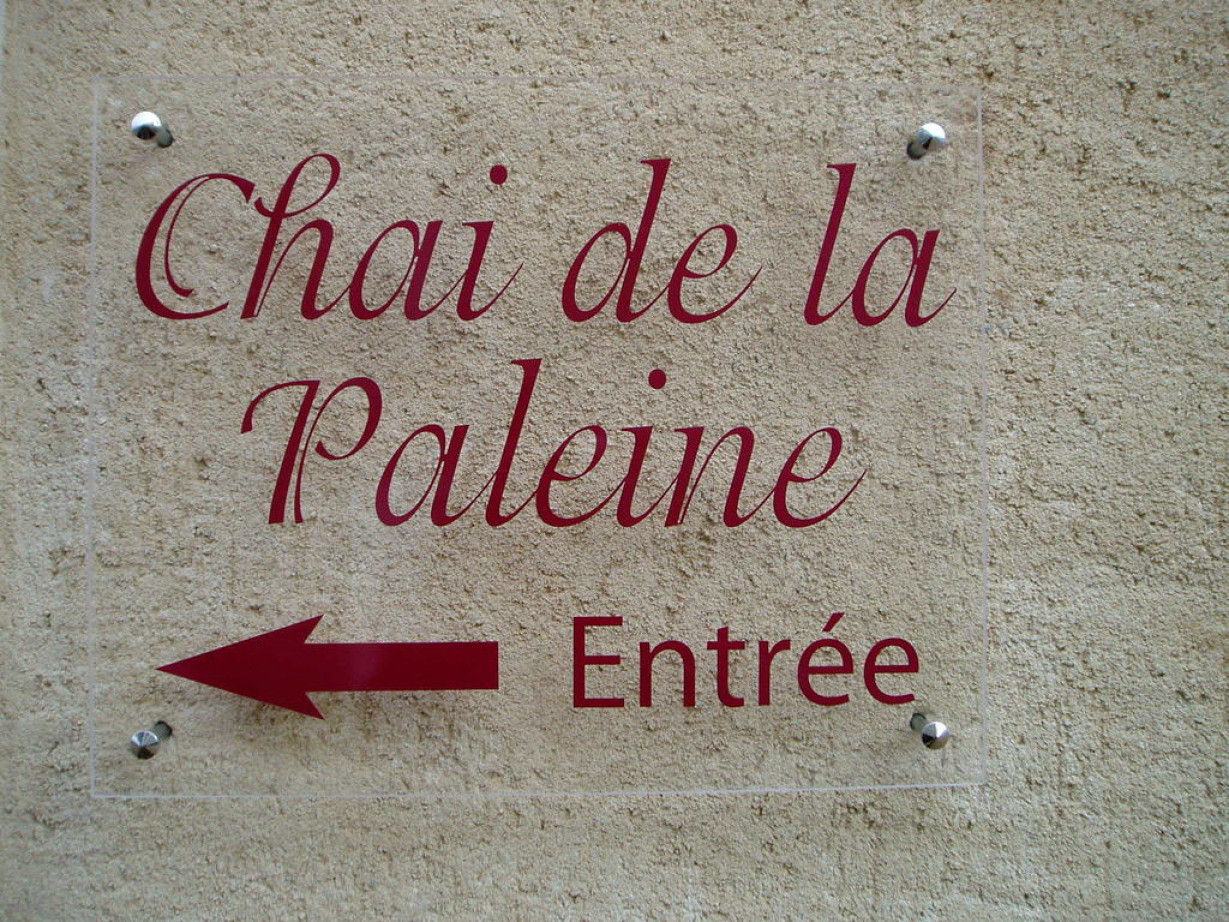 Chai de la
Paleine
Entrée